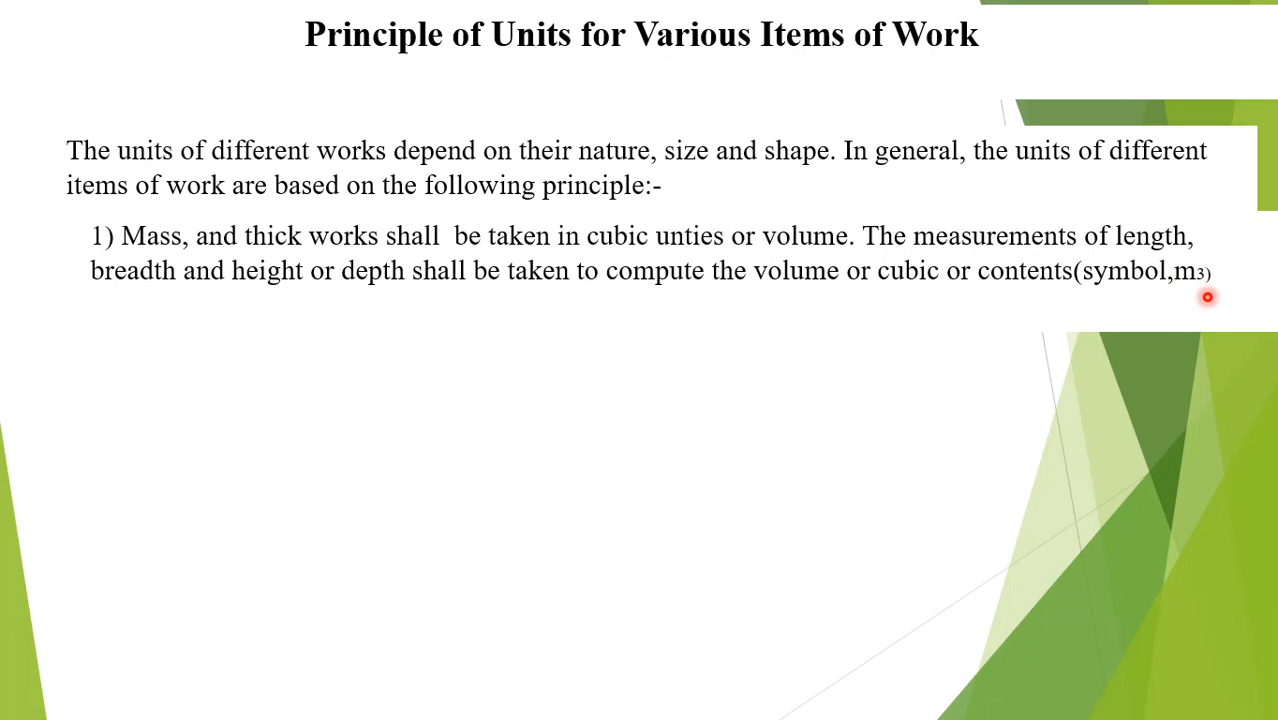 Principle of Units for Various Items of Work
The units of different works depend on their nature, size and shape. In general, the units of different
items of work are based on the following principle:-
1) Mass, and thick works shall  be taken in cubic unties or volume. The measurements of length,
breadth and height or depth shall be taken to compute the volume or cubic or contents(symbol,m3)